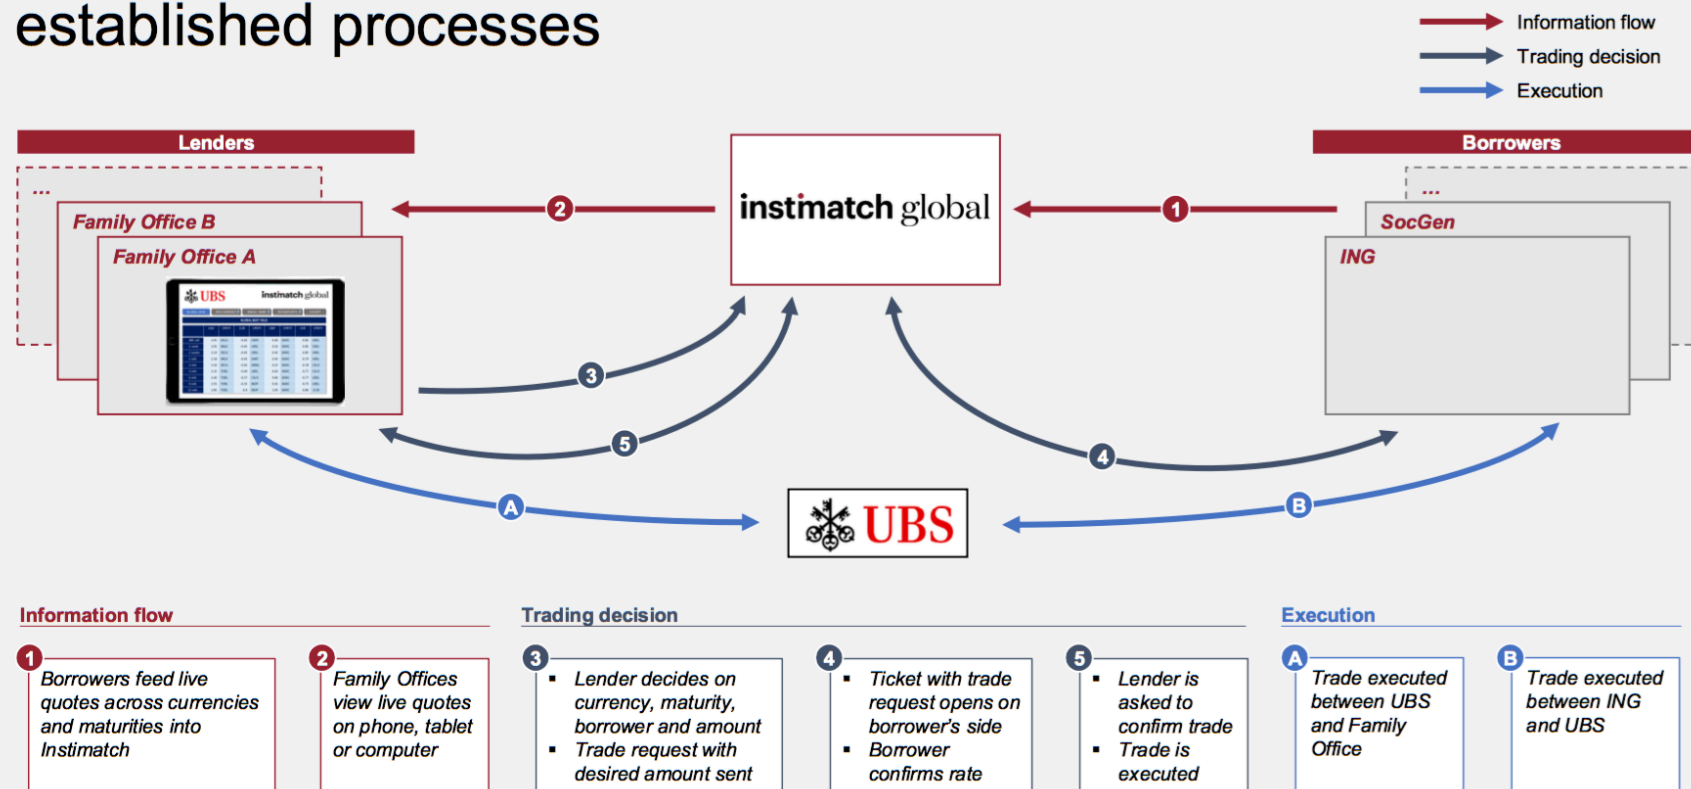 established processes
Information flow
Trading decision
Execution
Lenders
Borrowers
...
Family Office B
Family Office A
UBS
instimatch global
2
instimatch global
1
...
SocGen
ING
3
5
4
A
B
UBS
Information flow
Trading decision
Execution
1
Borrowers feed live
quotes across currencies
and maturities into
Instimatch
2
Family Offices
view live quotes
on phone, tablet
or computer
3
▪ Lender decides on
currency, maturity,
borrower and amount
▪ Trade request with
desired amount sent
4
▪ Ticket with trade
request opens on
borrower's side
▪ Borrower
confirms rate
5
▪ Lender is
asked to
confirm trade
▪ Trade is
executed
A
Trade executed
between UBS
and Family
Office
B
Trade executed
between ING
and UBS